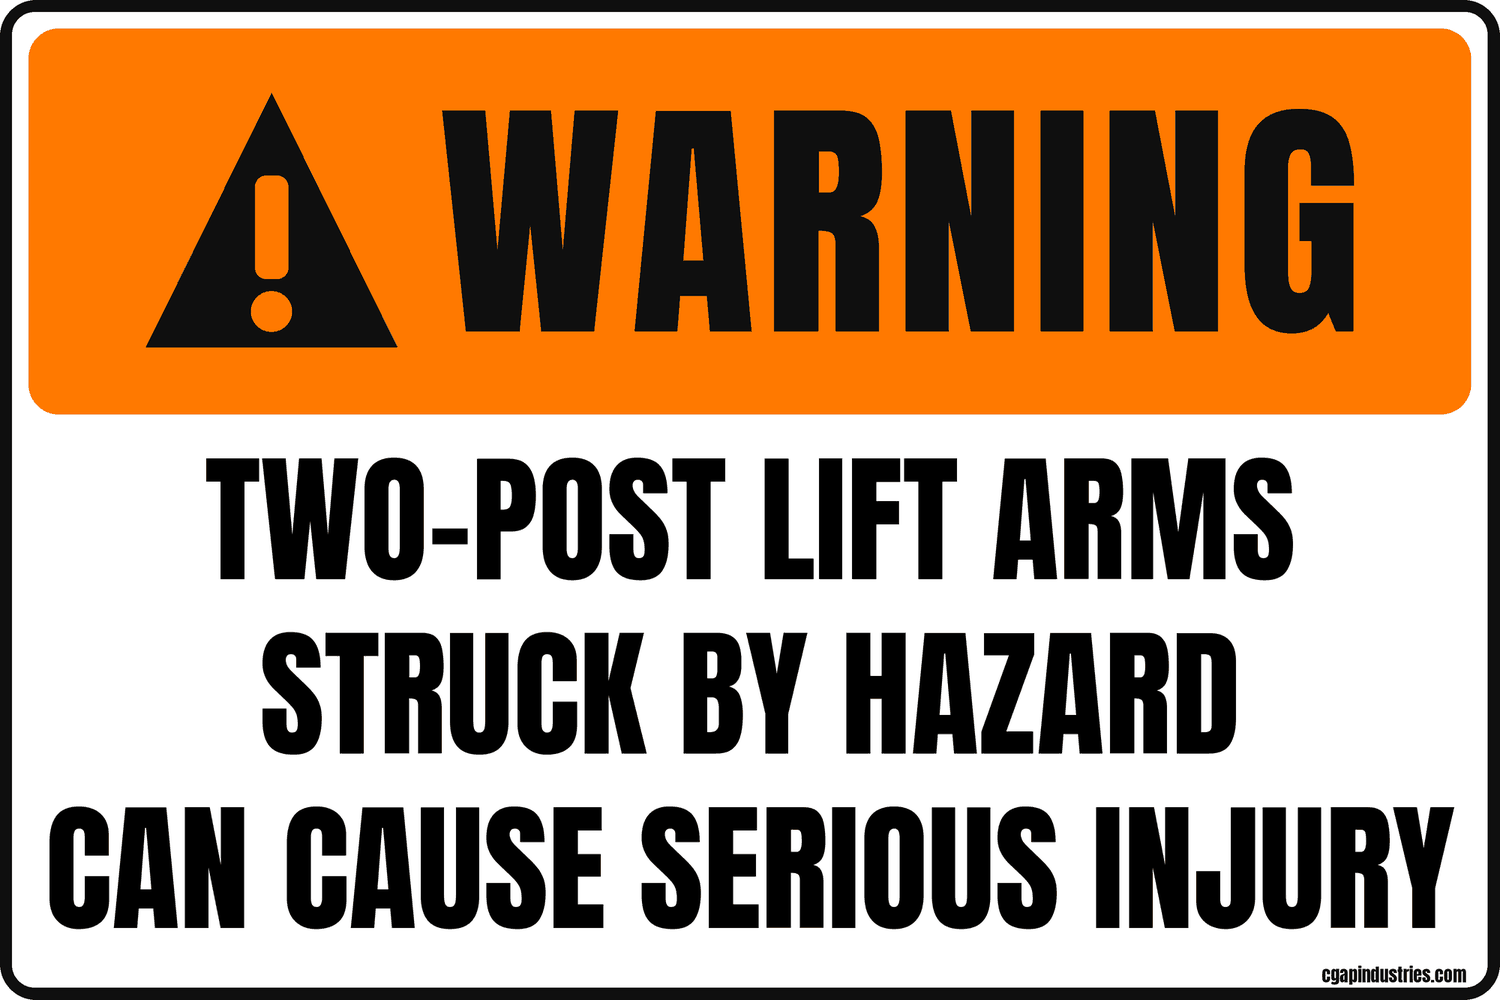 WARNING
TWO-POST LIFT ARMS
STRUCK BY HAZARD
CAN CAUSE SERIOUS INJURY
cgapindustries.com